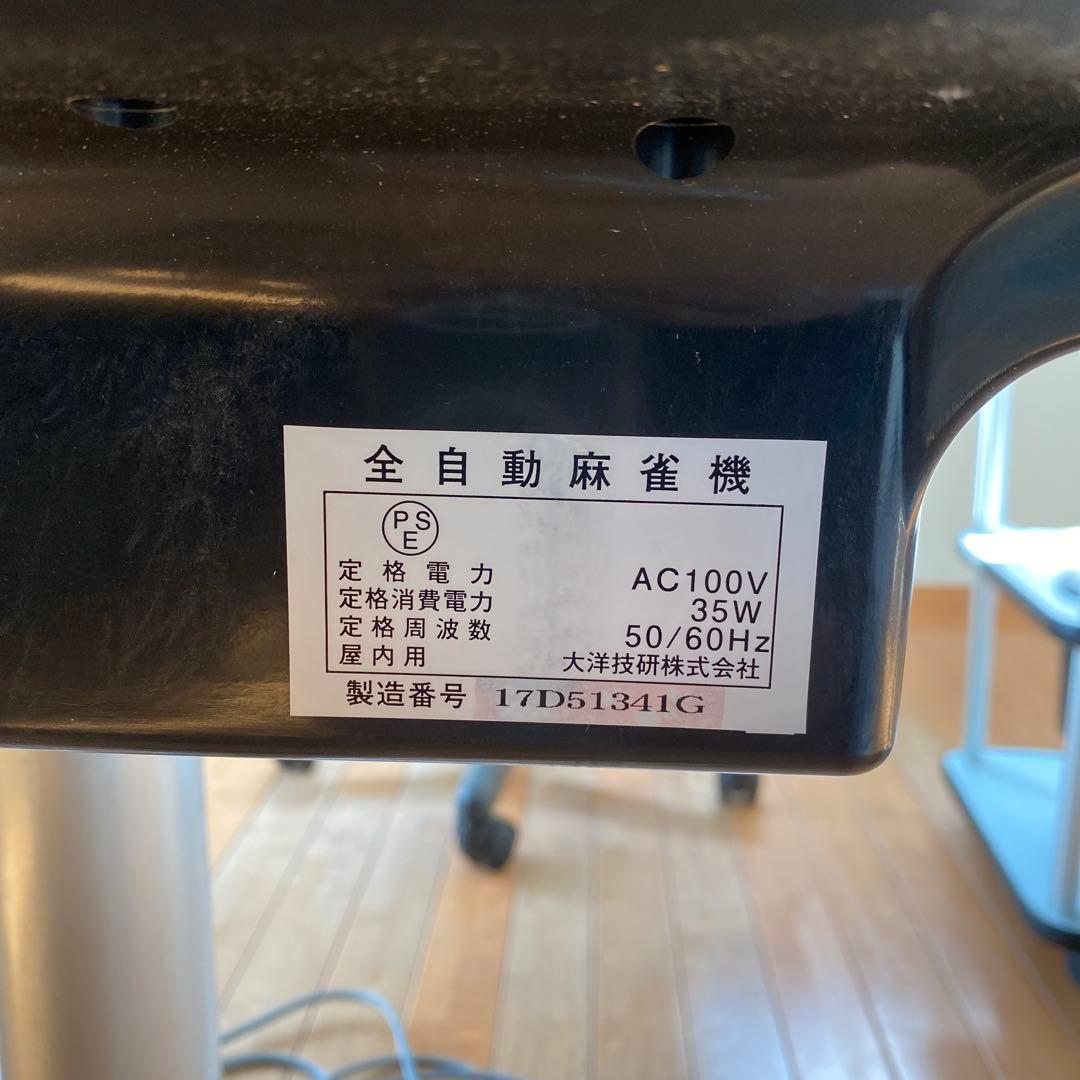 全自動麻雀機
PSE
定格電力 AC100V
定格消費電力 35W
定格周波数 50/60Hz
屋内用 大洋技研株式会社
製造番号 17D51341G